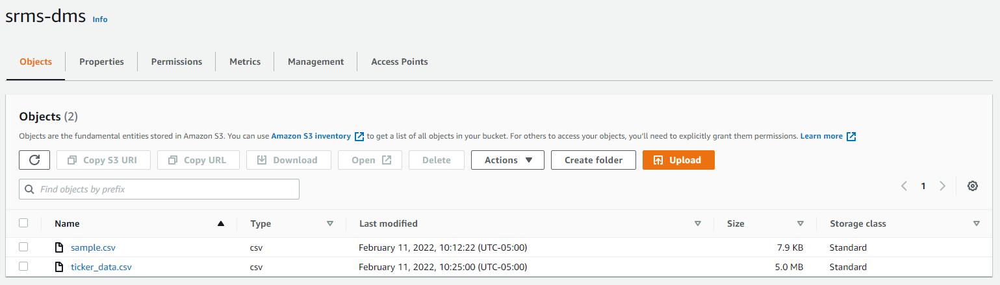 srms-dms Info
Objects Properties Permissions Metrics Management Access Points
Objects (2)
Objects are the fundamental entities stored in Amazon S3. You can use Amazon S3 inventory to get a list of all objects in your bucket. For others to access your objects, you'll need to explicitly grant them permissions. Learn more
Copy S3 URI Copy URL Download Open Delete Actions Create folder Upload
Find objects by prefix 1
Name Type Last modified Size Storage class
sample.csv csv February 11, 2022, 10:12:22 (UTC-05:00) 7.9 KB Standard
ticker_data.csv csv February 11, 2022, 10:25:00 (UTC-05:00) 5.0 MB Standard